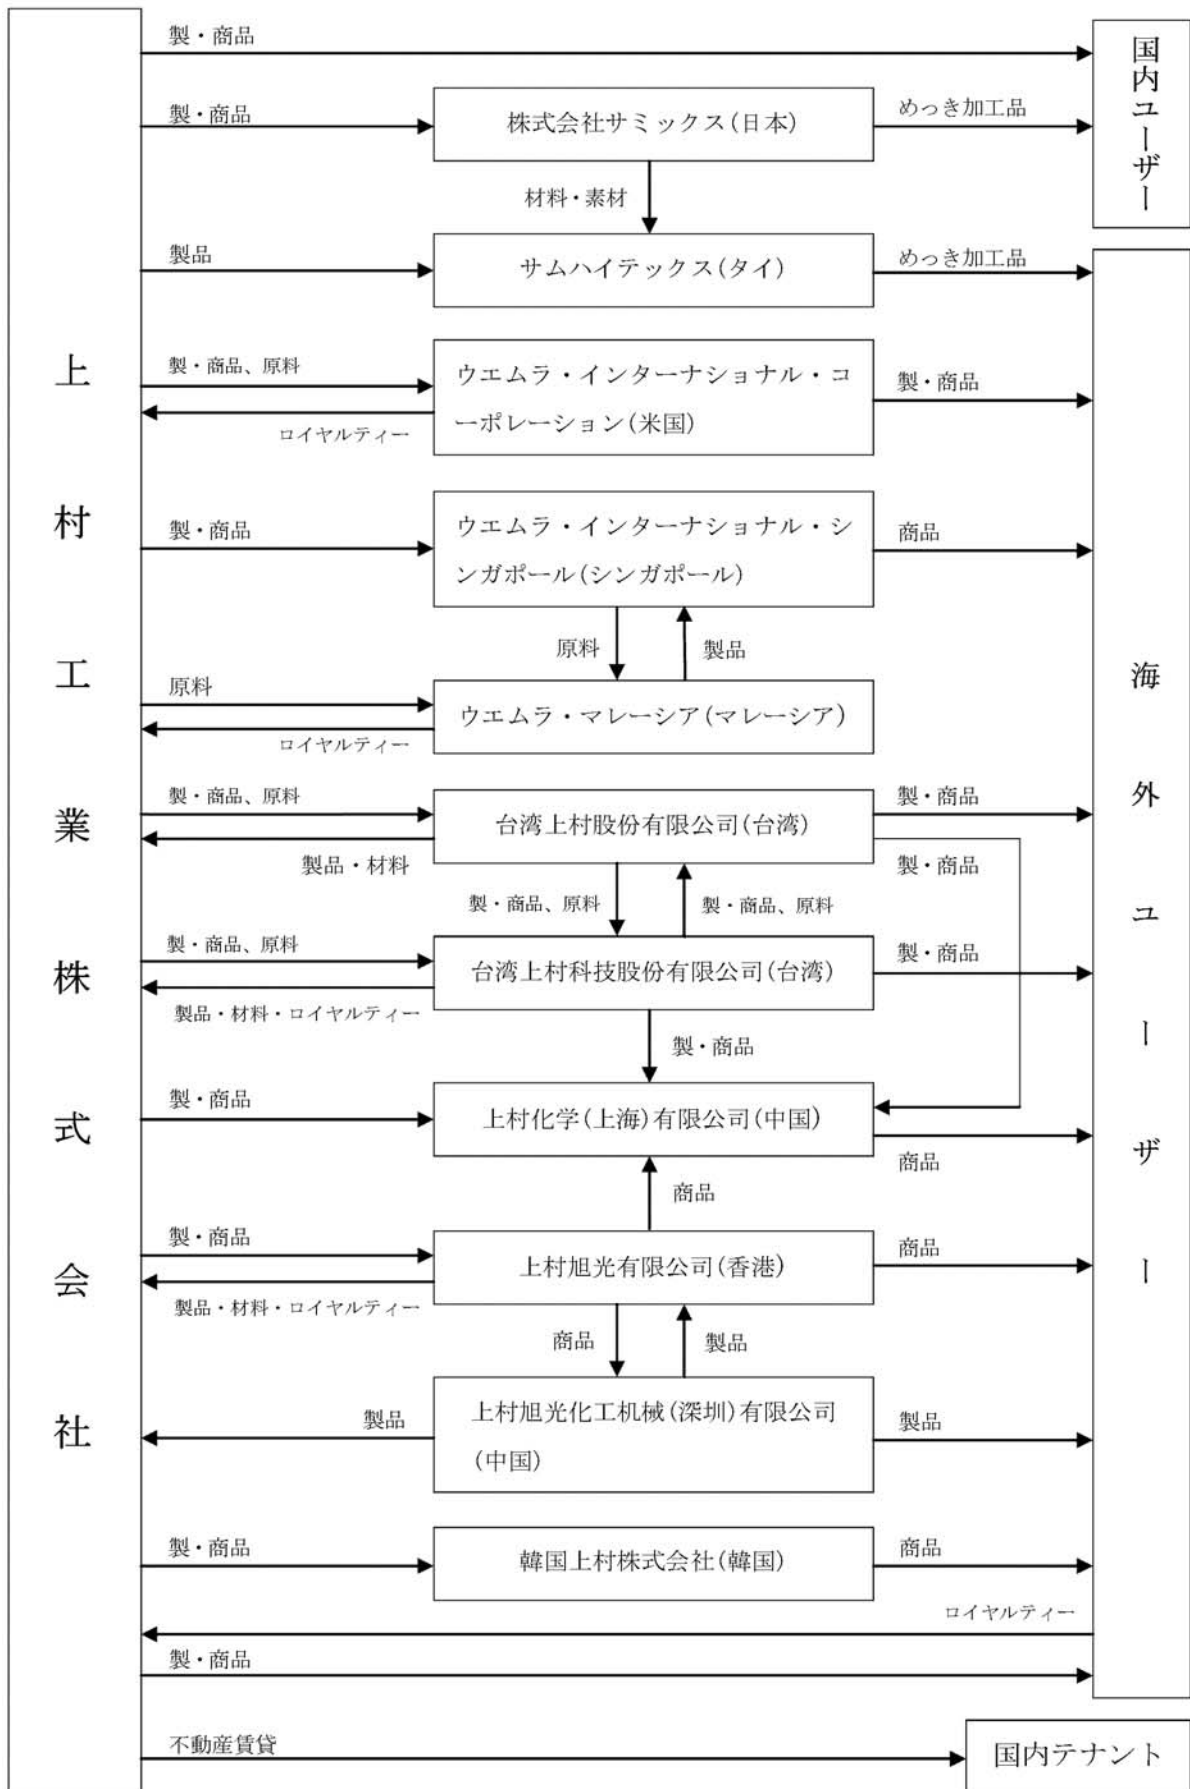 上村工業株式会社
製・商品
国内ユーザー
製・商品
株式会社サミックス(日本)
めっき加工品
材料・素材
製品
サムハイテックス(タイ)
めっき加工品
海外ユーザー
製・商品、原料
ウエムラ・インターナショナル・コ
ーポレーション(米国)
製・商品
ロイヤルティー
製・商品
ウエムラ・インターナショナル・シ
ンガポール(シンガポール)
商品
原料
製品
原料
ウエムラ・マレーシア(マレーシア)
ロイヤルティー
製・商品、原料
台湾上村股份有限公司(台湾)
製・商品
製品・材料
製・商品
製・商品、原料
製・商品、原料
製・商品、原料
台湾上村科技股份有限公司(台湾)
製・商品
製品・材料・ロイヤルティー
製・商品
製・商品
上村化学(上海)有限公司(中国)
商品
商品
製・商品
上村旭光有限公司(香港)
商品
製品・材料・ロイヤルティー
商品
製品
製品
上村旭光化工机械(深圳)有限公司
(中国)
製品
製・商品
韓国上村株式会社(韓国)
商品
ロイヤルティー
製・商品
不動産賃貸
国内テナント